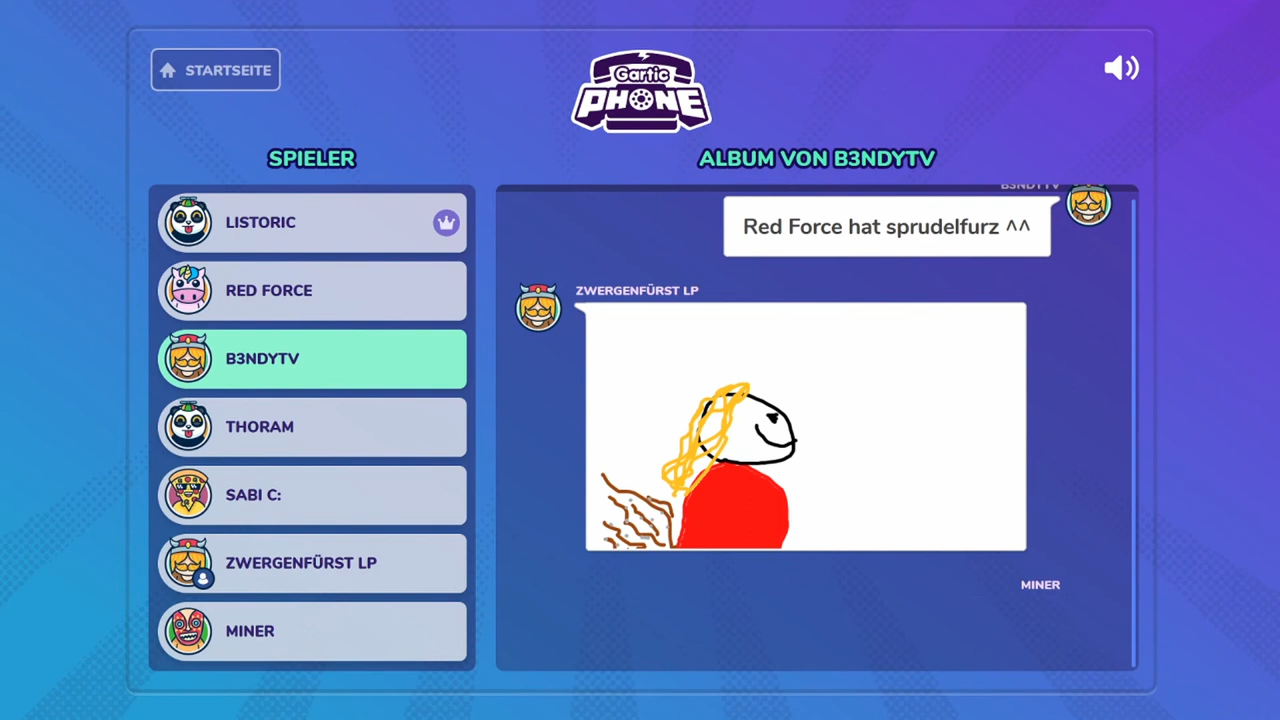 STARTSEITE
Gartic
PHONE
SPIELER
ALBUM VON B3NDYTV
LISTORIC
RED FORCE
B3NDYTV
THORAM
SABI C:
ZWERGENFÜRST LP
MINER
B3NDYTV
Red Force hat sprudelfurz ^^
ZWERGENFÜRST LP
MINER